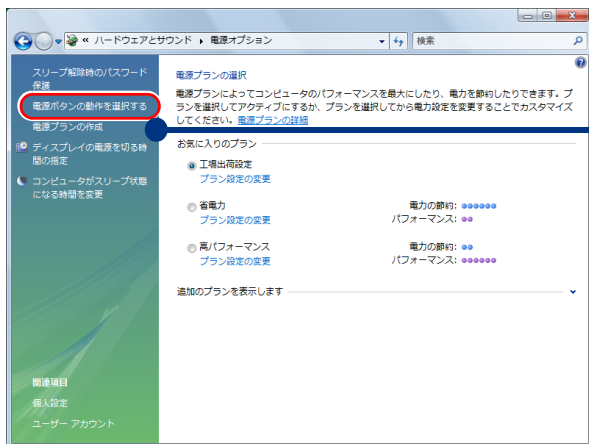 « ハードウェアとサウンド ▸ 電源オプション
検索
スリープ解除時のパスワード
保護
電源ボタンの動作を選択する
電源プランの作成
ディスプレイの電源を切る時
間の指定
コンピュータがスリープ状態
になる時間を変更
関連項目
個人設定
ユーザー アカウント
電源プランの選択
電源プランによってコンピュータのパフォーマンスを最大にしたり、電力を節約したりできます。プ
ランを選択してアクティブにするか、プランを選択してから電力設定を変更することでカスタマイズ
してください。電源プランの詳細
お気に入りのプラン
工場出荷設定
プラン設定の変更
省電力 電力の節約:
プラン設定の変更 パフォーマンス:
高パフォーマンス 電力の節約:
プラン設定の変更 パフォーマンス:
追加のプランを表示します